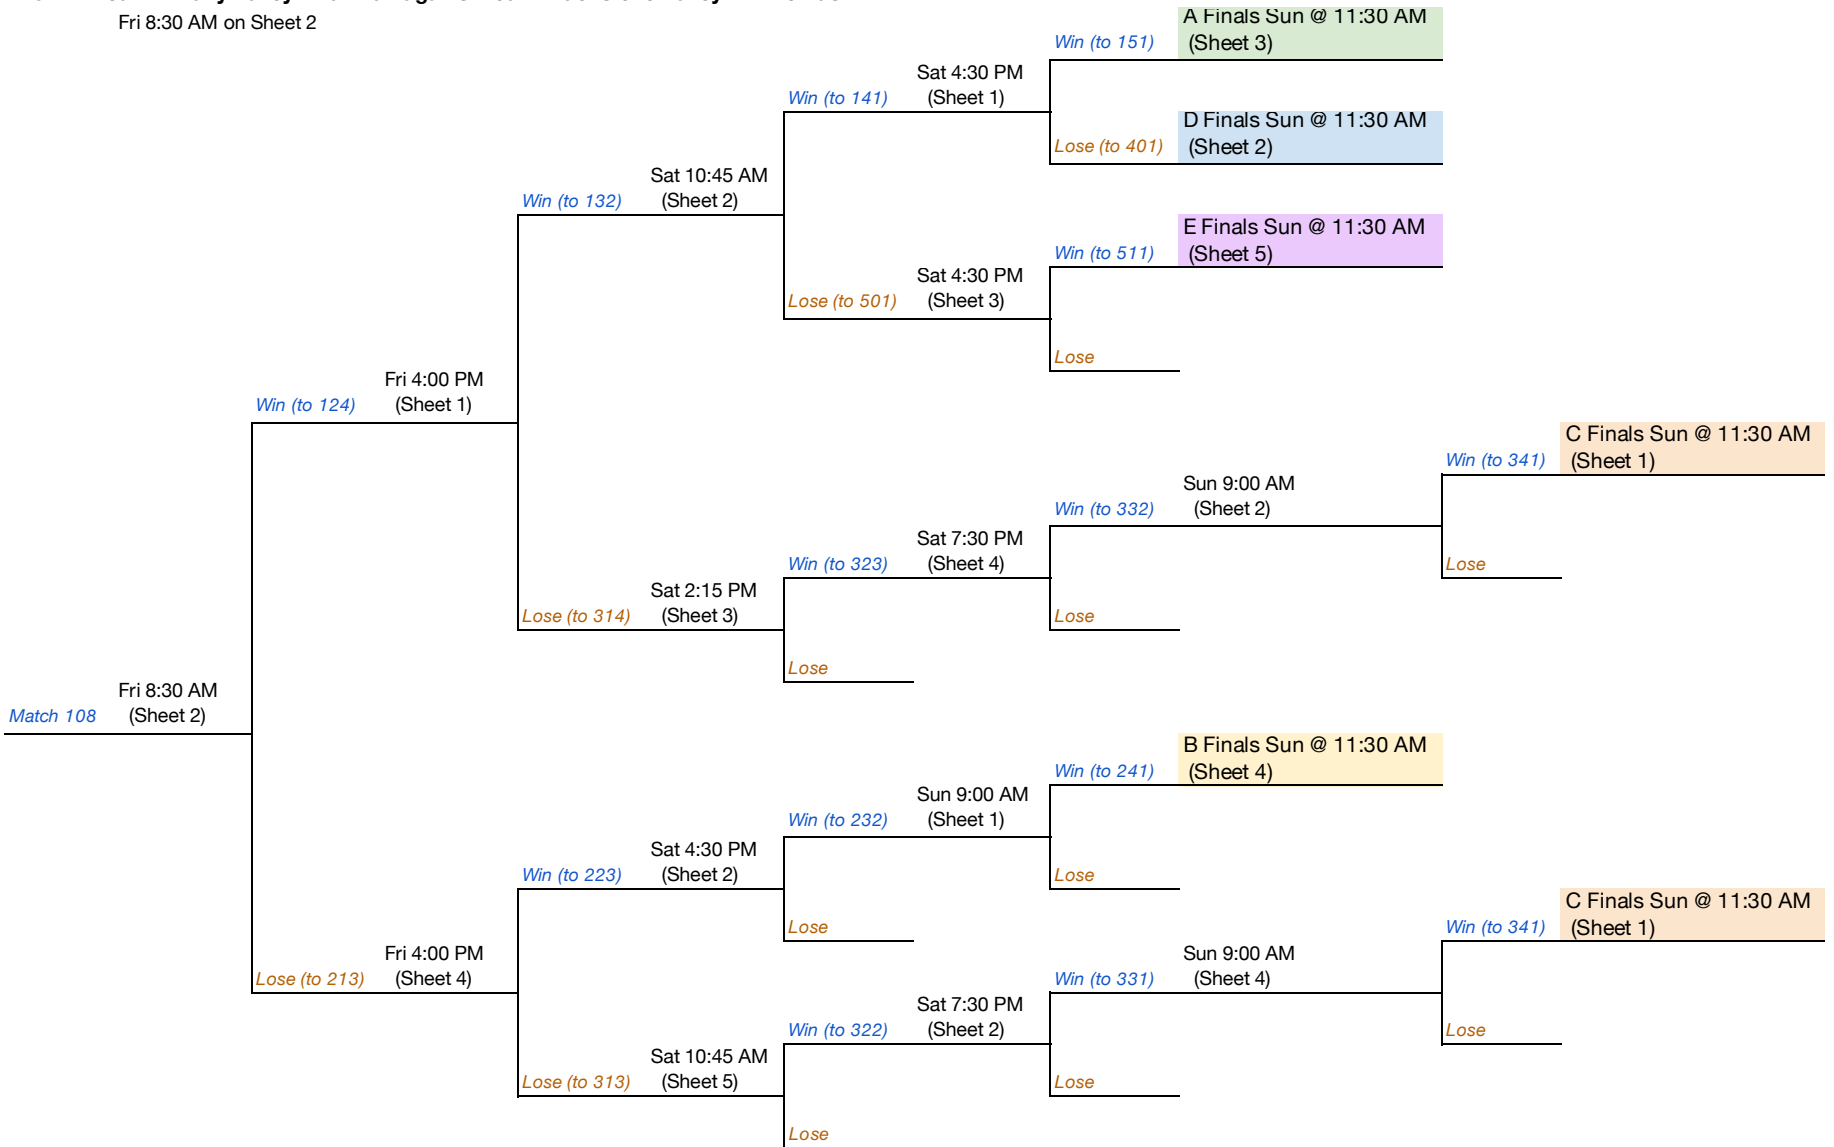 Fri 8:30 AM on Sheet 2
A Finals Sun @ 11:30 AM
Win (to 151)
(Sheet 3)
Sat 4:30 PM
Win (to 141)
(Sheet 1)
D Finals Sun @ 11:30 AM
Lose (to 401)
(Sheet 2)
Sat 10:45 AM
Win (to 132)
(Sheet 2)
E Finals Sun @ 11:30 AM
Win (to 511)
(Sheet 5)
Sat 4:30 PM
Lose (to 501)
(Sheet 3)
Lose
Fri 4:00 PM
Win (to 124)
(Sheet 1)
C Finals Sun @ 11:30 AM
Win (to 341)
(Sheet 1)
Sun 9:00 AM
Win (to 332)
(Sheet 2)
Sat 7:30 PM
Win (to 323)
(Sheet 4)
Lose
Sat 2:15 PM
Lose (to 314)
(Sheet 3)
Lose
Lose
Fri 8:30 AM
Match 108
(Sheet 2)
B Finals Sun @ 11:30 AM
Win (to 241)
(Sheet 4)
Sun 9:00 AM
Win (to 232)
(Sheet 1)
Sat 4:30 PM
Win (to 223)
(Sheet 2)
Lose
C Finals Sun @ 11:30 AM
Win (to 341)
(Sheet 1)
Lose
Fri 4:00 PM
Lose (to 213)
(Sheet 4)
Sun 9:00 AM
Win (to 331)
(Sheet 4)
Sat 7:30 PM
Win (to 322)
(Sheet 2)
Lose
Sat 10:45 AM
Lose (to 313)
(Sheet 5)
Lose
Lose